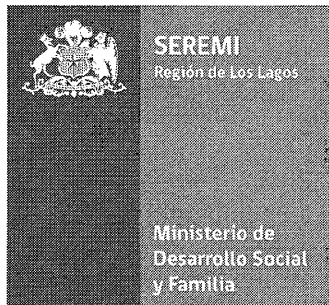 SEREMI
Región de Los Lagos
Ministerio de
Desarrollo Social
y Familia